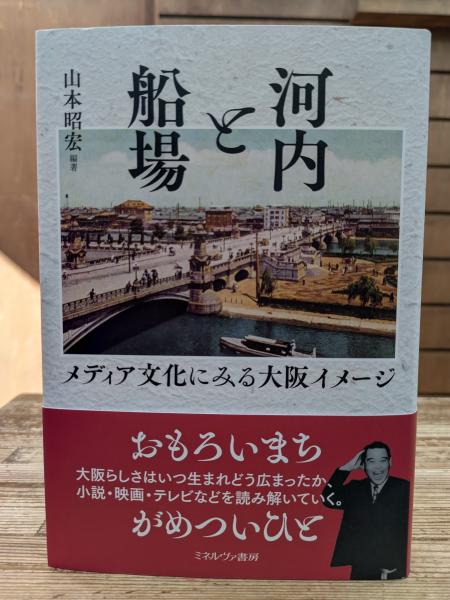 河内
と
船場
山本昭宏 編著
メディア文化にみる大阪イメージ
おもろいまち
大阪らしさはいつ生まれどう広まったか、
小説・映画・テレビなどを読み解いていく。
がめついひと
ミネルヴァ書房